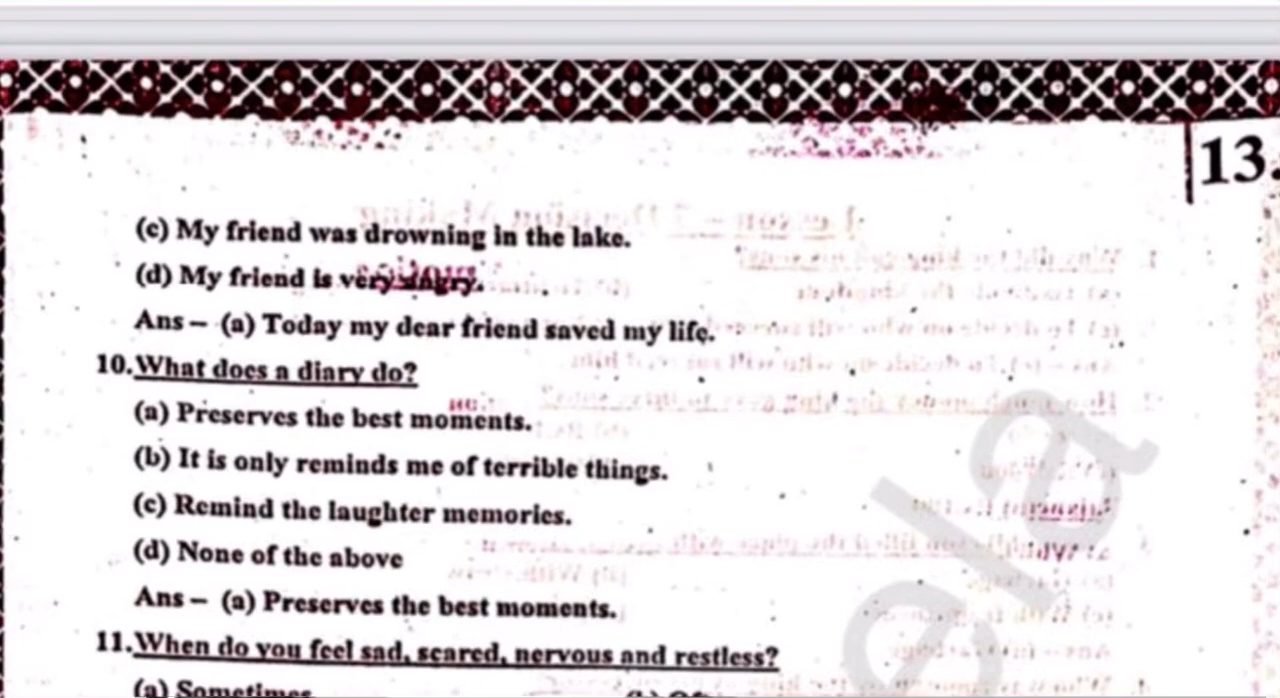 13.
(c) My friend was drowning in the lake.
(d) My friend is very angry.
Ans – (a) Today my dear friend saved my life.
10. What does a diary do?
(a) Preserves the best moments.
(b) It is only reminds me of terrible things.
(c) Remind the laughter memories.
(d) None of the above
Ans – (a) Preserves the best moments.
11. When do you feel sad, scared, nervous and restless?
(a) Sometimes
ela